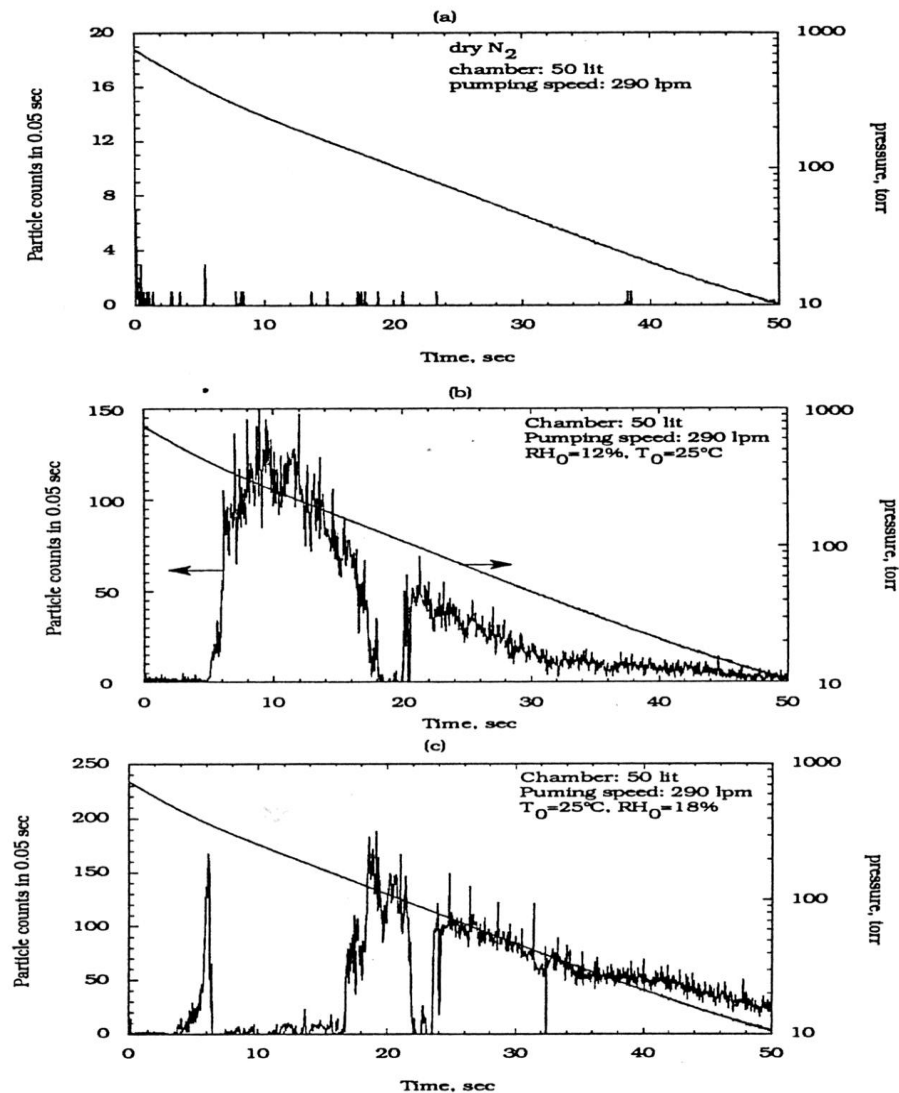 (a)
20
16
12
8
4
0
Particle counts in 0.05 sec
dry N2
chamber: 50 lit
pumping speed: 290 lpm
1000
100
10
pressure, torr
0 10 20 30 40 50
Time, sec
(b)
150
100
50
0
Particle counts in 0.05 sec
Chamber: 50 lit
Pumping speed: 290 lpm
RH0=12%, T0=25°C
1000
100
10
pressure, torr
0 10 20 30 40 50
Time, sec
(c)
250
200
150
100
50
0
Particle counts in 0.05 sec
Chamber: 50 lit
Puming speed: 290 lpm
T0=25°C, RH0=18%
1000
100
10
pressure, torr
0 10 20 30 40 50
Time, sec